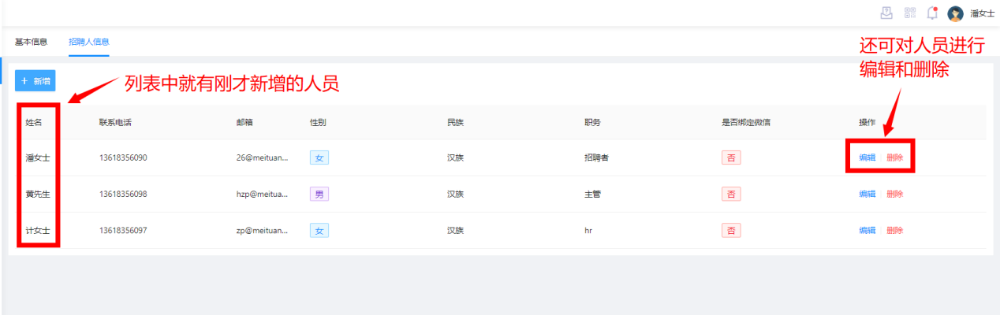 潘女士
基本信息 招聘人信息
还可对人员进行
编辑和删除
+ 新增
列表中就有刚才新增的人员
姓名 联系电话 邮箱 性别 民族 职务 是否绑定微信 操作
潘女士 13618356090 26@meituan... 女 汉族 招聘者 否 编辑 删除
黄先生 13618356098 hzp@meitua... 男 汉族 主管 否 编辑 删除
计女士 13618356097 zp@meituan... 女 汉族 hr 否 编辑 删除